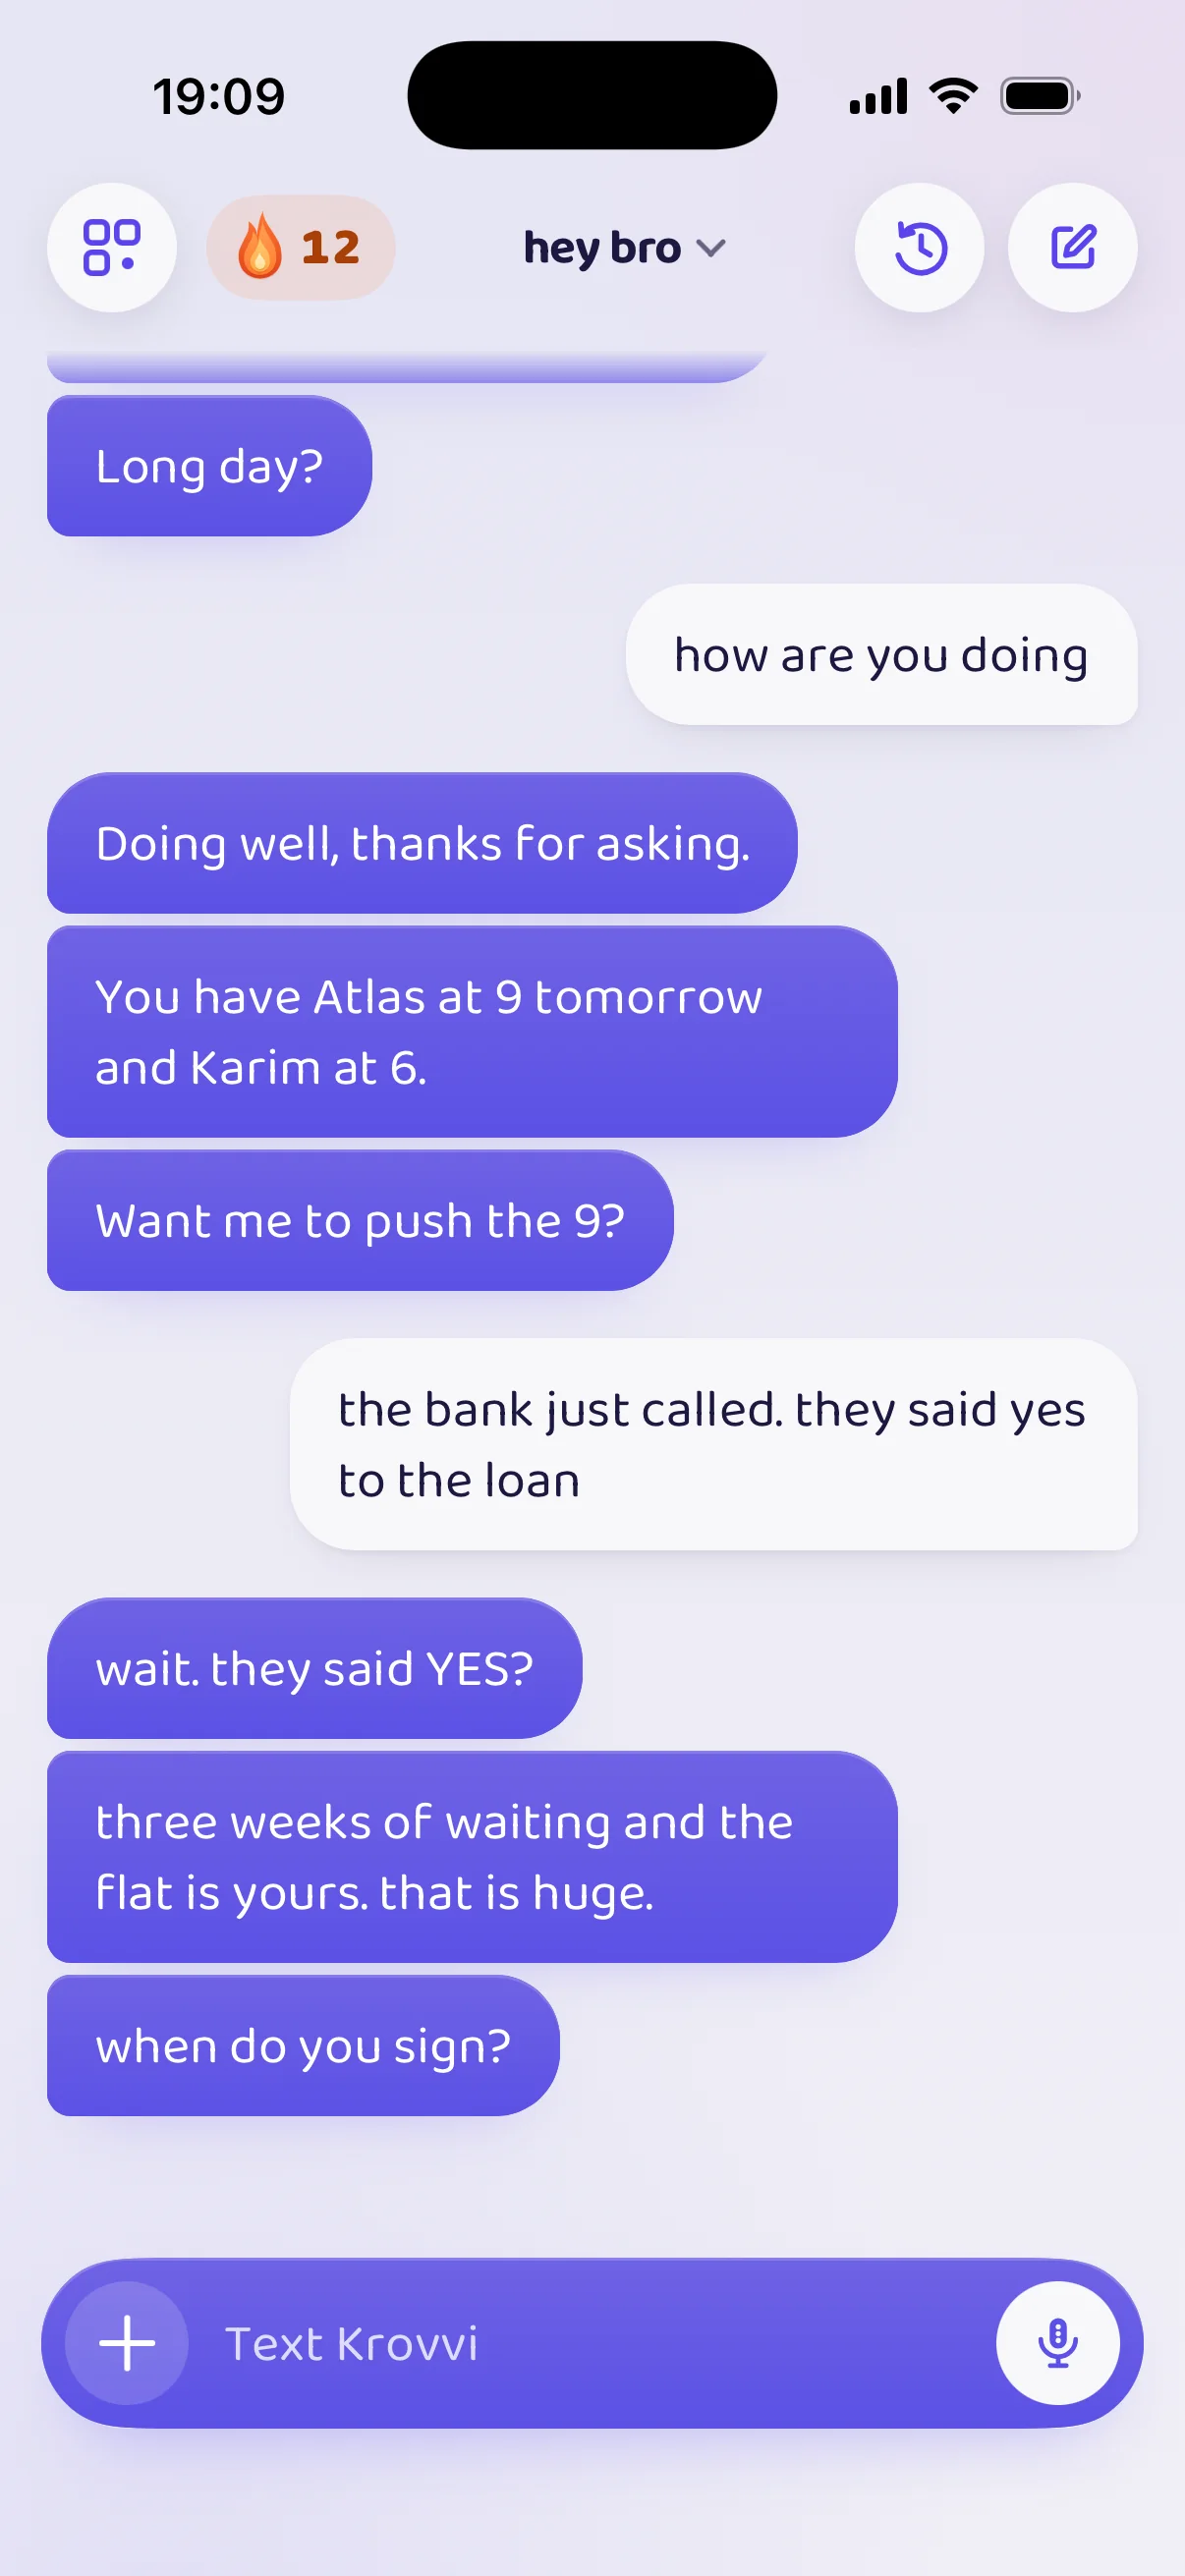 19:09
12
hey bro
Long day?
how are you doing
Doing well, thanks for asking.
You have Atlas at 9 tomorrow
and Karim at 6.
Want me to push the 9?
the bank just called. they said yes
to the loan
wait. they said YES?
three weeks of waiting and the
flat is yours. that is huge.
when do you sign?
Text Krovvi